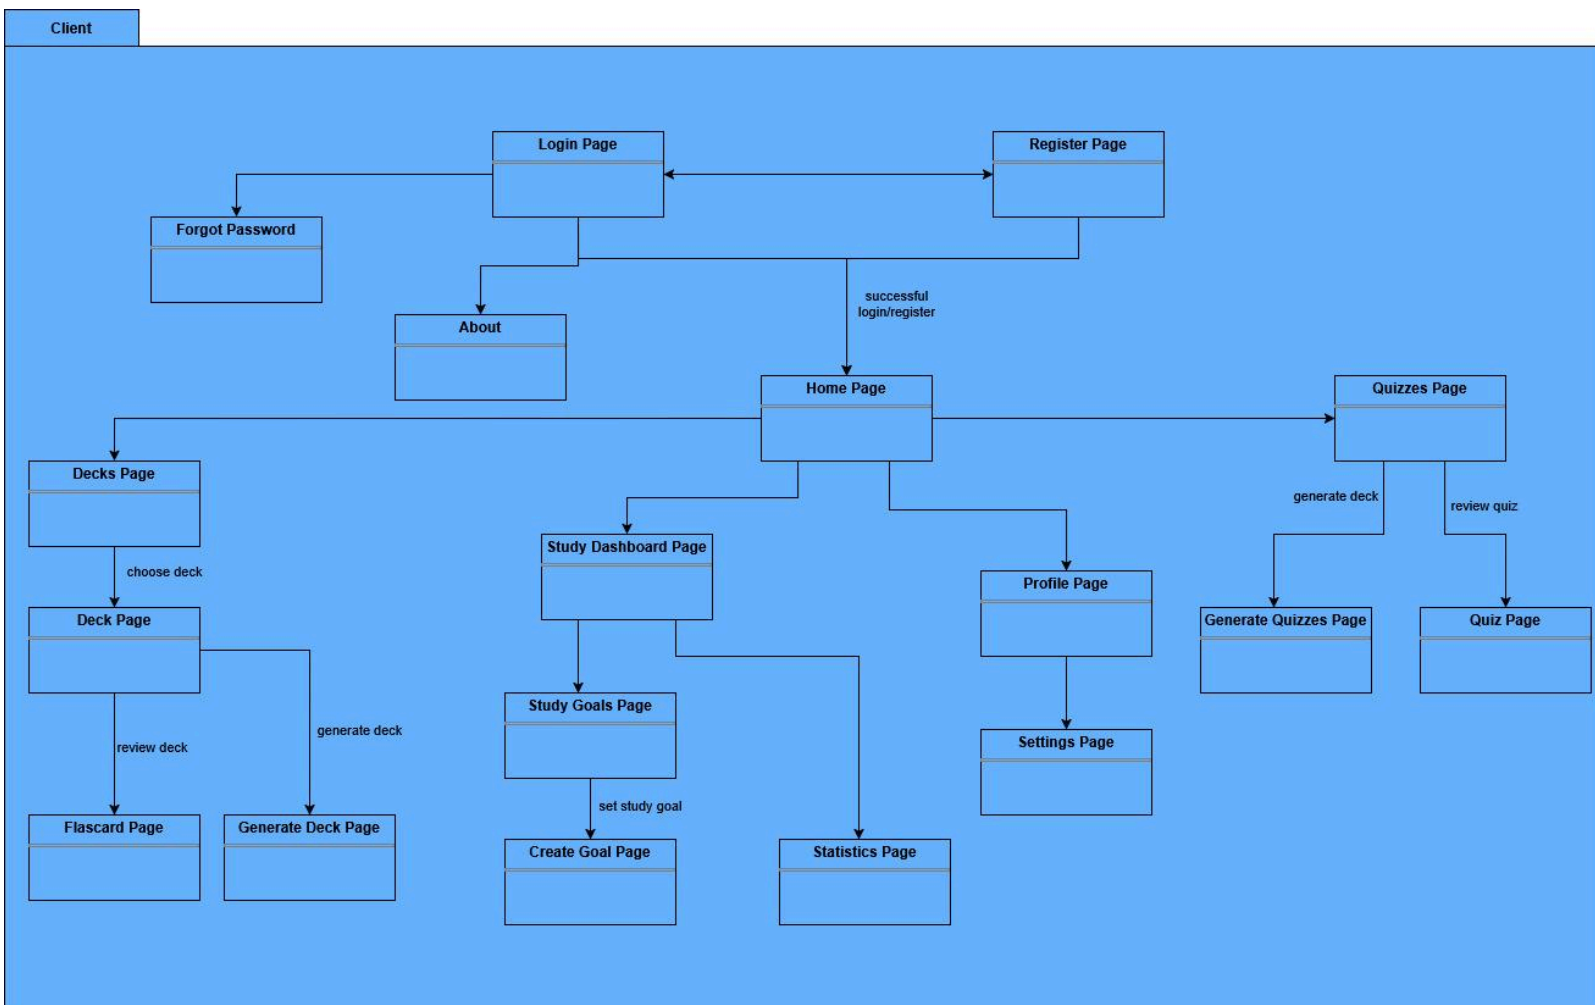 Client
Login Page
Register Page
Forgot Password
successful
login/register
About
Home Page
Quizzes Page
Decks Page
generate deck
review quiz
Study Dashboard Page
choose deck
Profile Page
Deck Page
Generate Quizzes Page
Quiz Page
Study Goals Page
generate deck
review deck
Settings Page
set study goal
Flascard Page
Generate Deck Page
Create Goal Page
Statistics Page